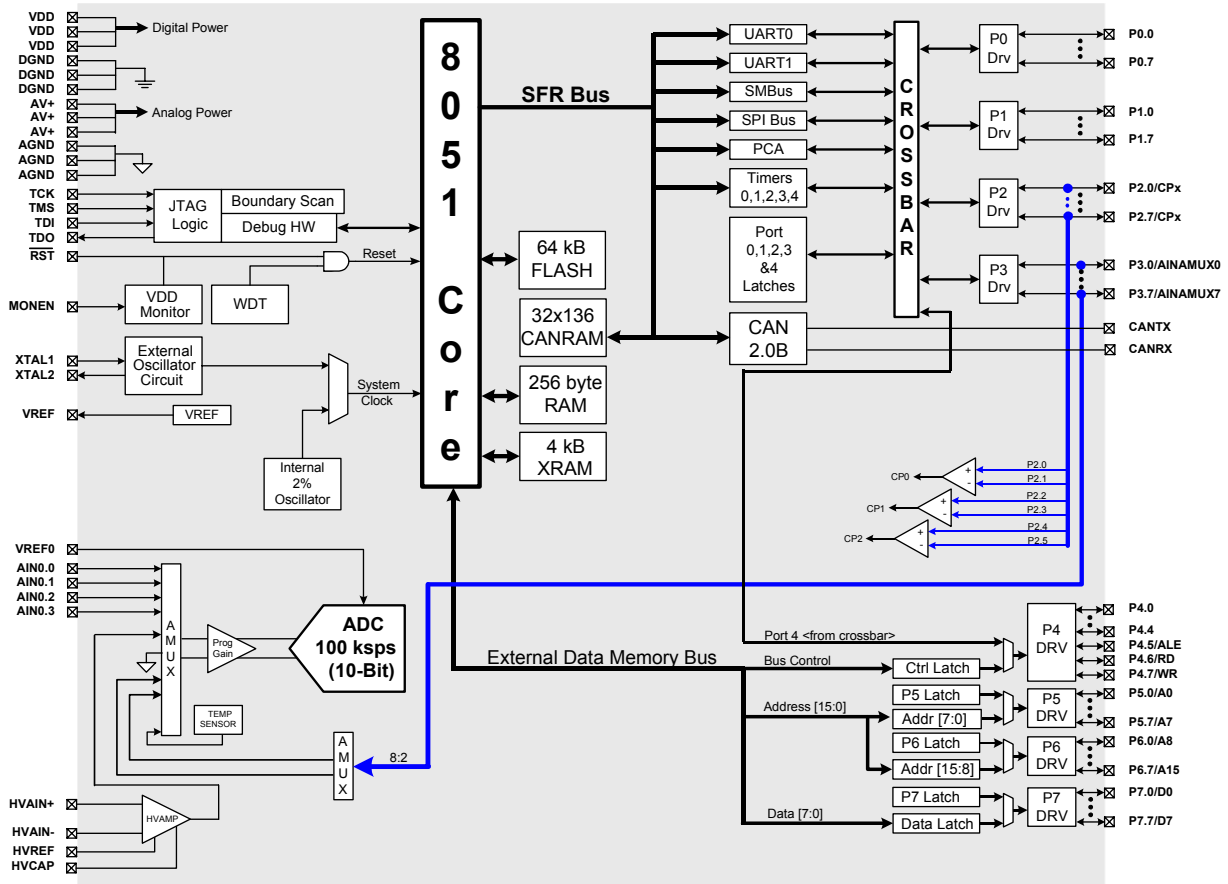 VDD
VDD
VDD
Digital Power
DGND
DGND
DGND
AV+
AV+
AV+
Analog Power
AGND
AGND
AGND
TCK
TMS
TDI
TDO
RST
JTAG
Logic
Boundary Scan
Debug HW
Reset
MONEN
VDD
Monitor
WDT
XTAL1
XTAL2
External
Oscillator
Circuit
System
Clock
VREF
VREF
Internal
2%
Oscillator
8051 Core
SFR Bus
64 kB
FLASH
32x136
CANRAM
256 byte
RAM
4 kB
XRAM
UART0
UART1
SMBus
SPI Bus
PCA
Timers
0,1,2,3,4
Port
0,1,2,3
&4
Latches
CAN
2.0B
CROSSBAR
P0
Drv
P1
Drv
P2
Drv
P3
Drv
P0.0
P0.7
P1.0
P1.7
P2.0/CPx
P2.7/CPx
P3.0/AINAMUX0
P3.7/AINAMUX7
CANTX
CANRX
CP0
+
-
P2.0
P2.1
CP1
+
-
P2.2
P2.3
CP2
+
-
P2.4
P2.5
VREF0
AIN0.0
AIN0.1
AIN0.2
AIN0.3
AMUX
Prog
Gain
ADC
100 ksps
(10-Bit)
TEMP
SENSOR
AMUX
8:2
HVAIN+
HVAIN-
HVREF
HVCAP
HVAMP
External Data Memory Bus
Port 4 <from crossbar>
Bus Control
Ctrl Latch
Address [15:0]
P5 Latch
Addr [7:0]
P6 Latch
Addr [15:8]
P7 Latch
Data [7:0]
Data Latch
P4
DRV
P5
DRV
P6
DRV
P7
DRV
P4.0
P4.4
P4.5/ALE
P4.6/RD
P4.7/WR
P5.0/A0
P5.7/A7
P6.0/A8
P6.7/A15
P7.0/D0
P7.7/D7